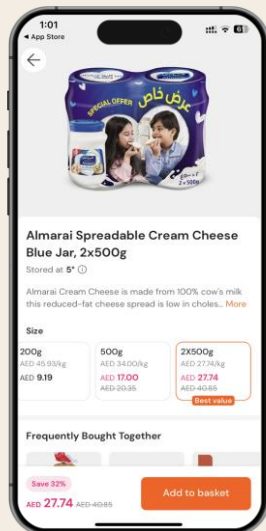 1:01
◀ App Store
SPECIAL OFFER
عرض خاص
2x500g
Almarai Spreadable Cream Cheese
Blue Jar, 2x500g
Stored at 5°
Almarai Cream Cheese is made from 100% cow's milk
this reduced-fat cheese spread is low in choles... More
Size
200g
AED 45.93/kg
AED 9.19
500g
AED 34.00/kg
AED 17.00
AED 20.35
2X500g
AED 27.74/kg
AED 27.74
AED 40.85
Best value
Frequently Bought Together
Save 32%
AED 27.74 AED 40.85
Add to basket